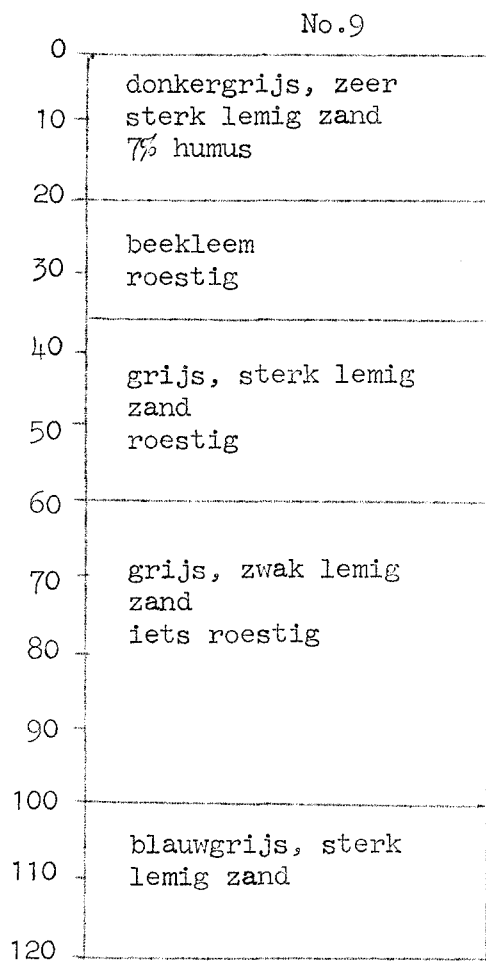 No.9
0
donkergrijs, zeer
10 sterk lemig zand
7% humus
20
beekleem
30 roestig
40
grijs, sterk lemig
zand
50 roestig
60
70 grijs, zwak lemig
zand
iets roestig
80
90
100
blauwgrijs, sterk
110 lemig zand
120